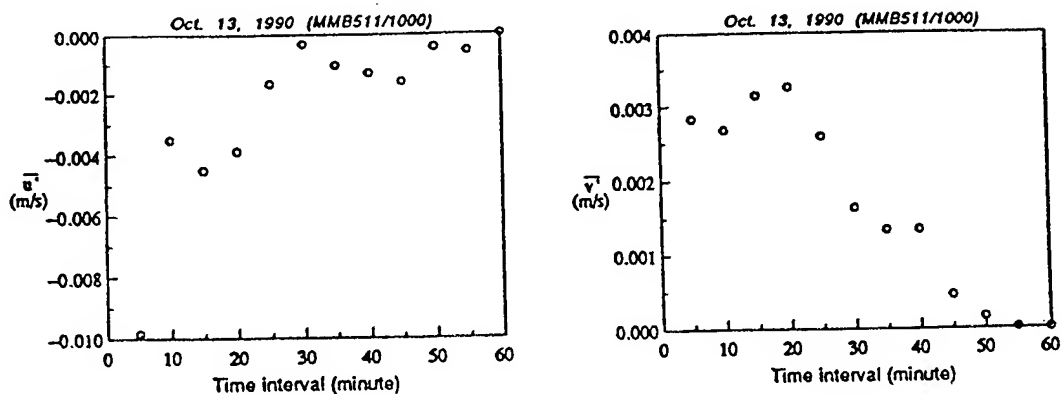 Oct. 13, 1990 (MMB511/1000)
0.000
−0.002
−0.004
−0.006
−0.008
−0.010
u'
(m/s)
0 10 20 30 40 50 60
Time interval (minute)
Oct. 13, 1990 (MMB511/1000)
0.004
0.003
0.002
0.001
0.000
v'
(m/s)
0 10 20 30 40 50 60
Time interval (minute)